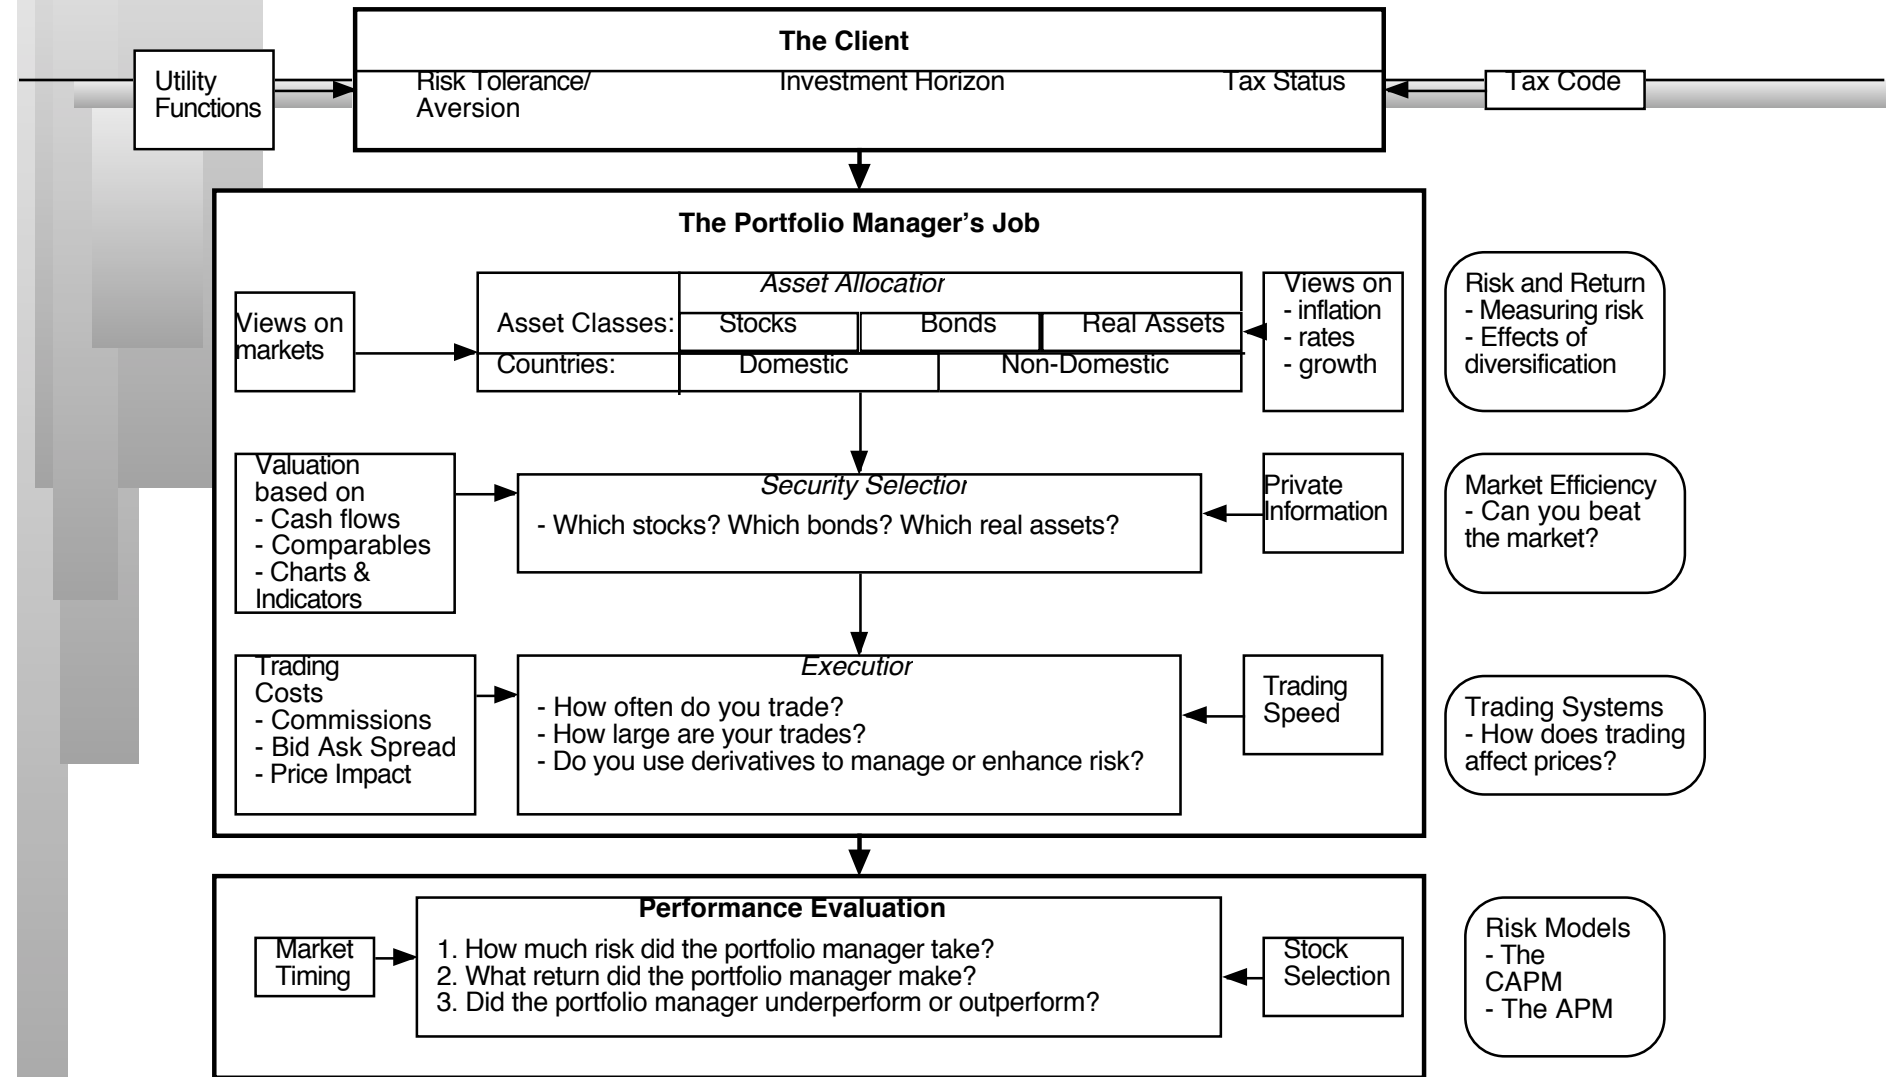 The Client
Utility
Functions
Risk Tolerance/
Aversion
Investment Horizon
Tax Status
Tax Code
The Portfolio Manager’s Job
Views on
markets
Asset Allocation
Asset Classes:
Stocks
Bonds
Real Assets
Countries:
Domestic
Non-Domestic
Views on
- inflation
- rates
- growth
Risk and Return
- Measuring risk
- Effects of
diversification
Valuation
based on
- Cash flows
- Comparables
- Charts &
Indicators
Security Selection
- Which stocks? Which bonds? Which real assets?
Private
Information
Market Efficiency
- Can you beat
the market?
Trading
Costs
- Commissions
- Bid Ask Spread
- Price Impact
Execution
- How often do you trade?
- How large are your trades?
- Do you use derivatives to manage or enhance risk?
Trading
Speed
Trading Systems
- How does trading
affect prices?
Performance Evaluation
Market
Timing
1. How much risk did the portfolio manager take?
2. What return did the portfolio manager make?
3. Did the portfolio manager underperform or outperform?
Stock
Selection
Risk Models
- The
CAPM
- The APM